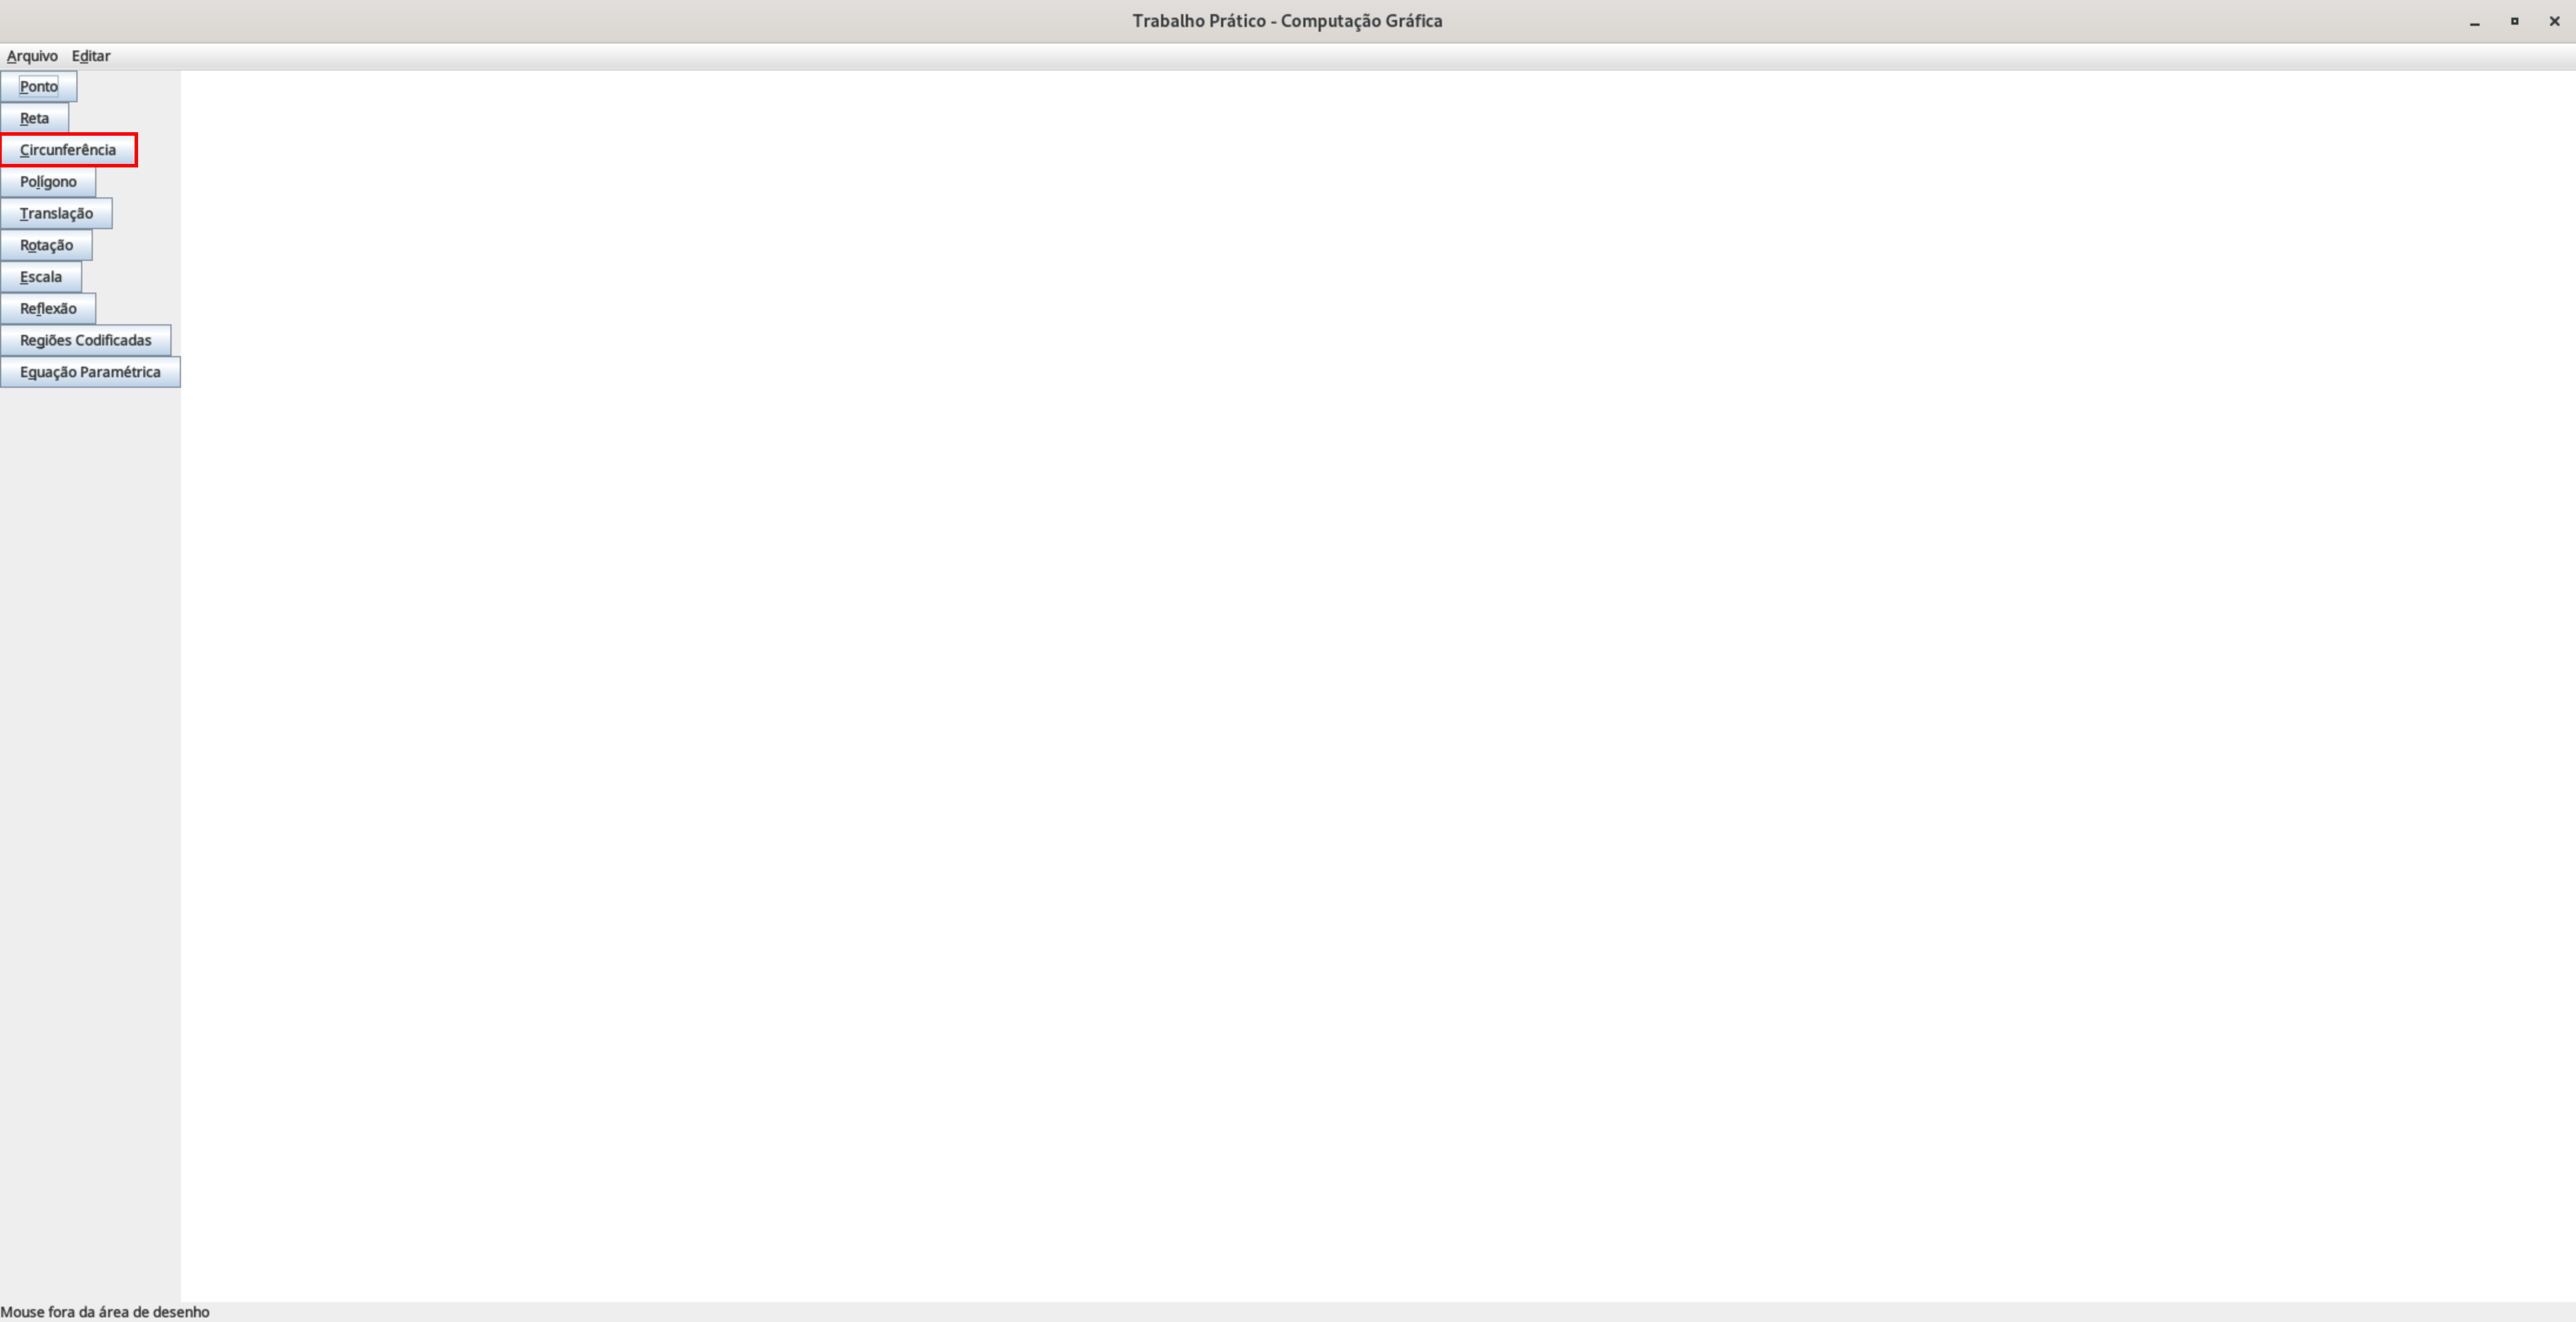 Trabalho Prático - Computação Gráfica
Arquivo Editar
Ponto
Reta
Circunferência
Polígono
Translação
Rotação
Escala
Reflexão
Regiões Codificadas
Equação Paramétrica
Mouse fora da área de desenho